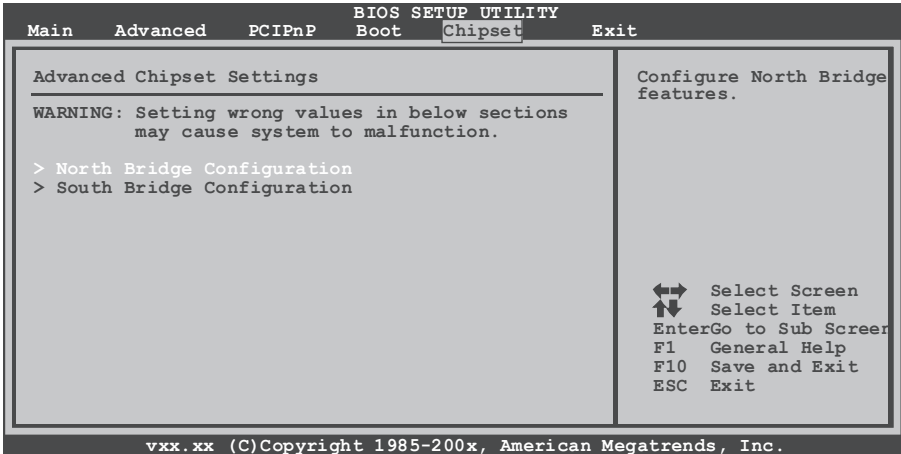 BIOS SETUP UTILITY
Main Advanced PCIPnP Boot Chipset Exit
Advanced Chipset Settings
WARNING: Setting wrong values in below sections
may cause system to malfunction.
> North Bridge Configuration
> South Bridge Configuration
Configure North Bridge
features.
Select Screen
Select Item
EnterGo to Sub Screen
F1 General Help
F10 Save and Exit
ESC Exit
vxx.xx (C)Copyright 1985-200x, American Megatrends, Inc.